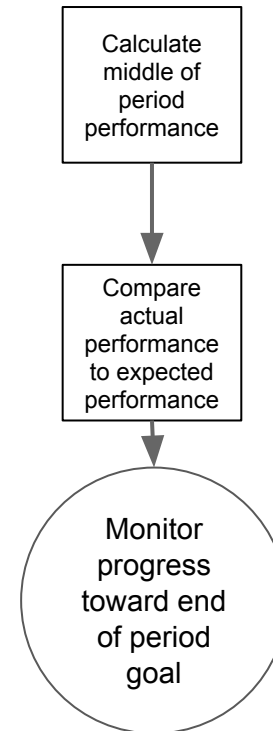 Calculate
middle of
period
performance
Compare
actual
performance
to expected
performance
Monitor
progress
toward end
of period
goal